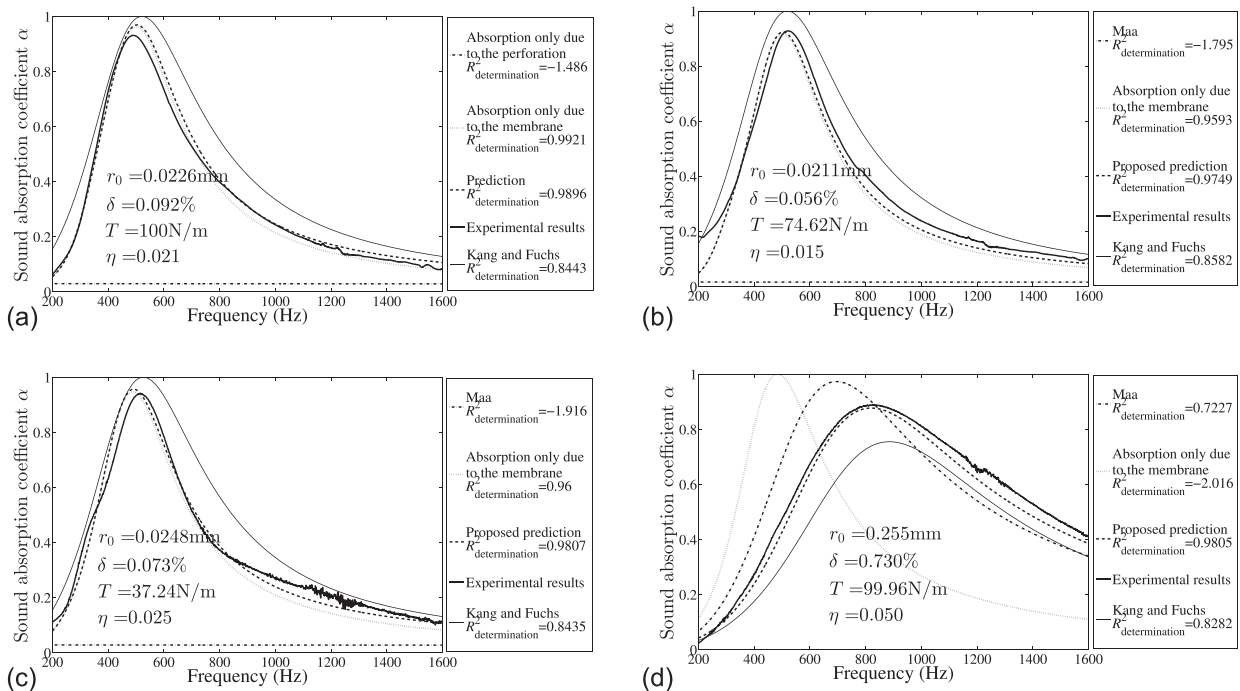 Sound absorption coefficient α
1
0.8
0.6
0.4
0.2
0
200 400 600 800 1000 1200 1400 1600
Frequency (Hz)
r0 =0.0226mm
δ =0.092%
T =100N/m
η =0.021
Absorption only due
to the perforation
R²determination=−1.486
Absorption only due
to the membrane
R²determination=0.9921
Prediction
R²determination=0.9896
Experimental results
Kang and Fuchs
R²determination=0.8443
(a)
Sound absorption coefficient α
1
0.8
0.6
0.4
0.2
0
200 400 600 800 1000 1200 1400 1600
Frequency (Hz)
r0 =0.0211mm
δ =0.056%
T =74.62N/m
η =0.015
Maa
R²determination=−1.795
Absorption only due
to the membrane
R²determination=0.9593
Proposed prediction
R²determination=0.9749
Experimental results
Kang and Fuchs
R²determination=0.8582
(b)
Sound absorption coefficient α
1
0.8
0.6
0.4
0.2
0
200 400 600 800 1000 1200 1400 1600
Frequency (Hz)
r0 =0.0248mm
δ =0.073%
T =37.24N/m
η =0.025
Maa
R²determination=−1.916
Absorption only due
to the membrane
R²determination=0.96
Proposed prediction
R²determination=0.9807
Experimental results
Kang and Fuchs
R²determination=0.8435
(c)
Sound absorption coefficient α
1
0.8
0.6
0.4
0.2
0
200 400 600 800 1000 1200 1400 1600
Frequency (Hz)
r0 =0.255mm
δ =0.730%
T =99.96N/m
η =0.050
Maa
R²determination=0.7227
Absorption only due
to the membrane
R²determination=−2.016
Proposed prediction
R²determination=0.9805
Experimental results
Kang and Fuchs
R²determination=0.8282
(d)